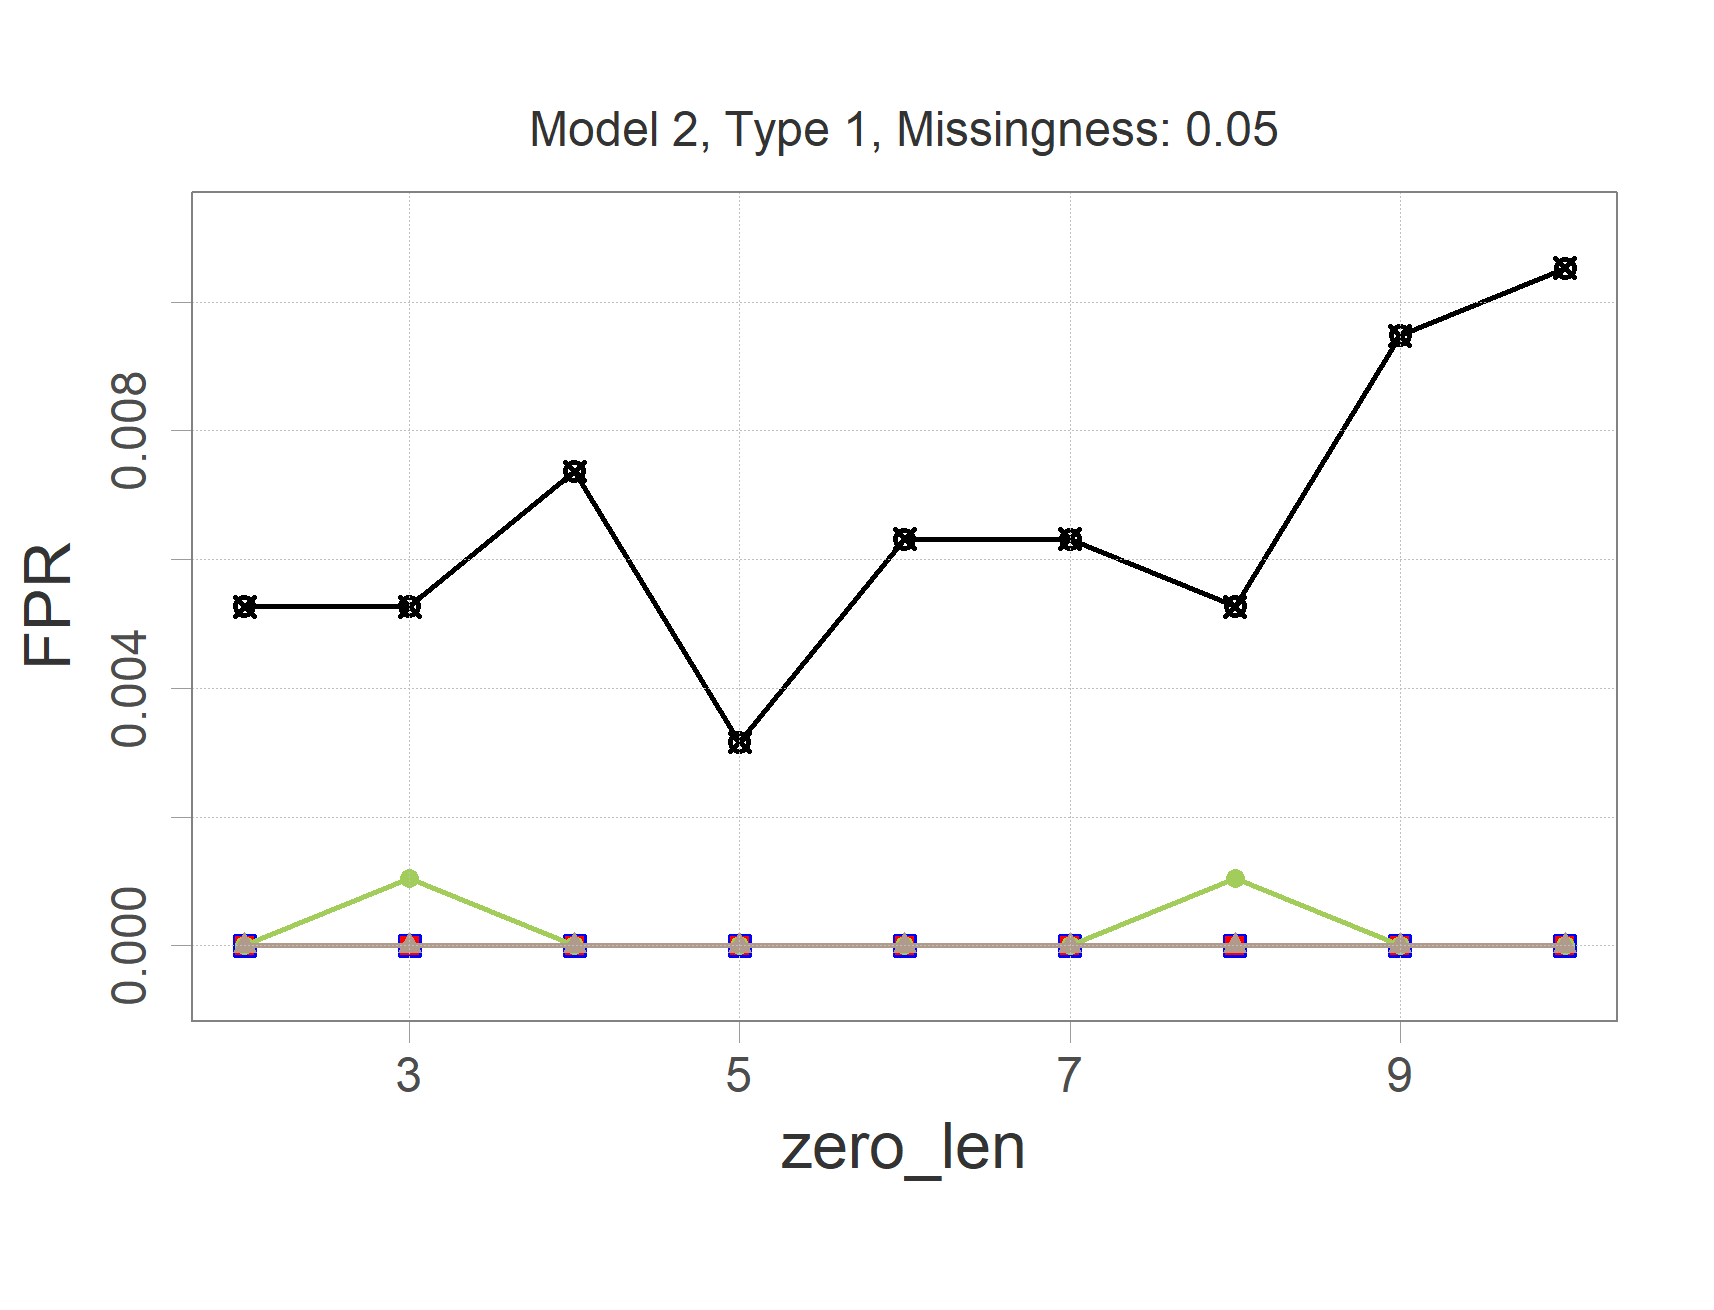 Model 2, Type 1, Missingness: 0.05
FPR
0.008
0.004
0.000
3 5 7 9
zero_len